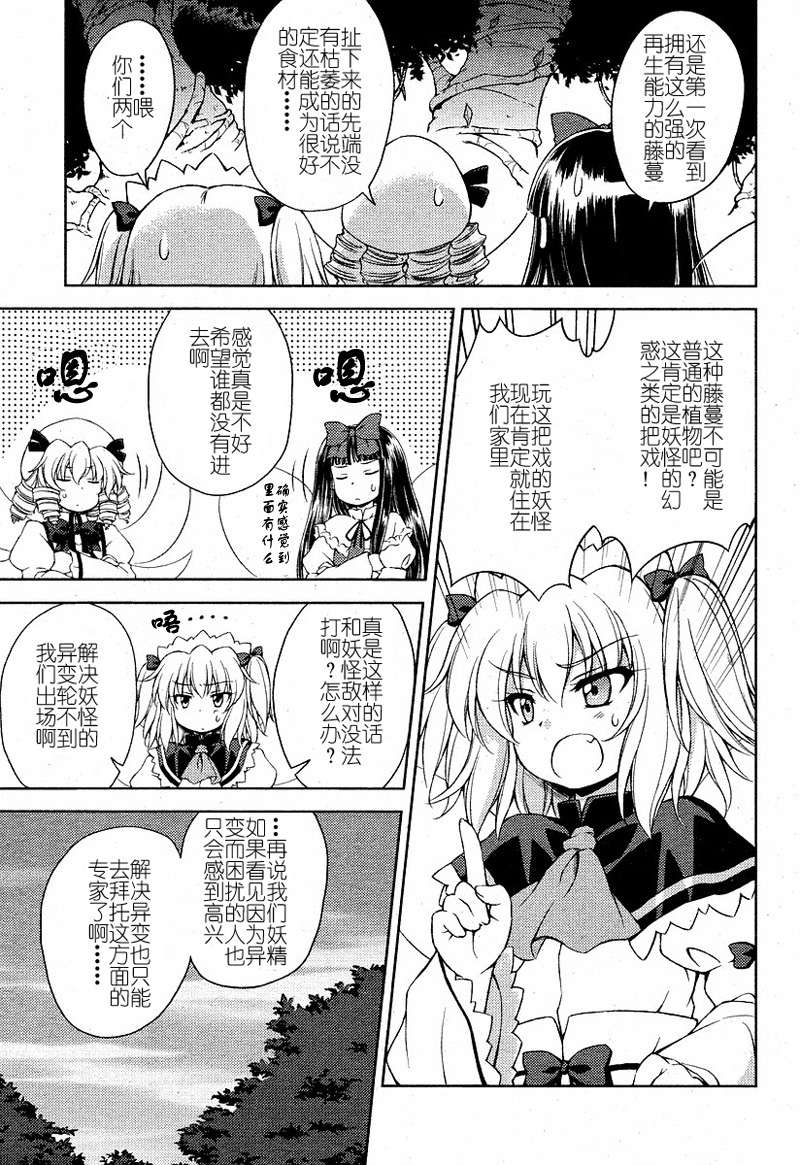 还是第一次看到
拥有这么强的
再生能力的藤蔓
扯下来的先端没
有枯萎的话说不
定还能成为很好
的食材……
……喂
你们两个
这种藤蔓不可能是
普通的植物吧？
这肯定是妖怪的幻
惑之类的把戏！
玩这把戏的妖怪
现在肯定就住在
我们家里
嗯
确实感觉到
里面有什么
感觉真是不好
希望谁都没有进
去啊
嗯
真是这样的话
和妖怪敌对没法
打啊？怎么办？
唔····
解决妖怪的
异变轮不到
我们出场啊
…再说我们妖精
如果看见因为异
变而困扰的人也
只会感到高兴
解决异变也只能
去拜托这方面的
专家了啊……